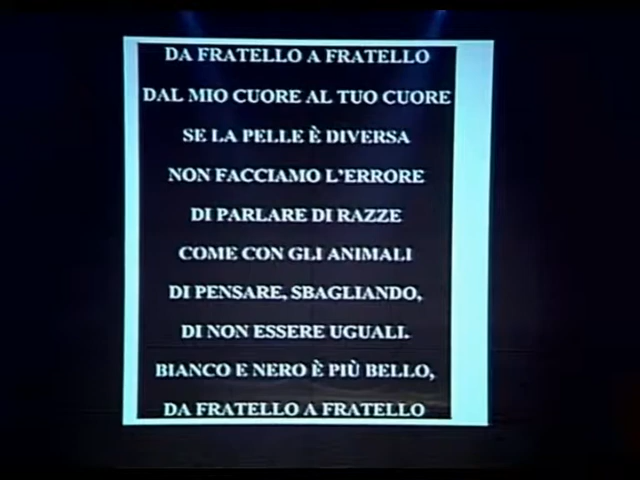 DA FRATELLO A FRATELLO
DAL MIO CUORE AL TUO CUORE
SE LA PELLE È DIVERSA
NON FACCIAMO L'ERRORE
DI PARLARE DI RAZZE
COME CON GLI ANIMALI
DI PENSARE, SBAGLIANDO,
DI NON ESSERE UGUALI.
BIANCO E NERO È PIÙ BELLO,
DA FRATELLO A FRATELLO